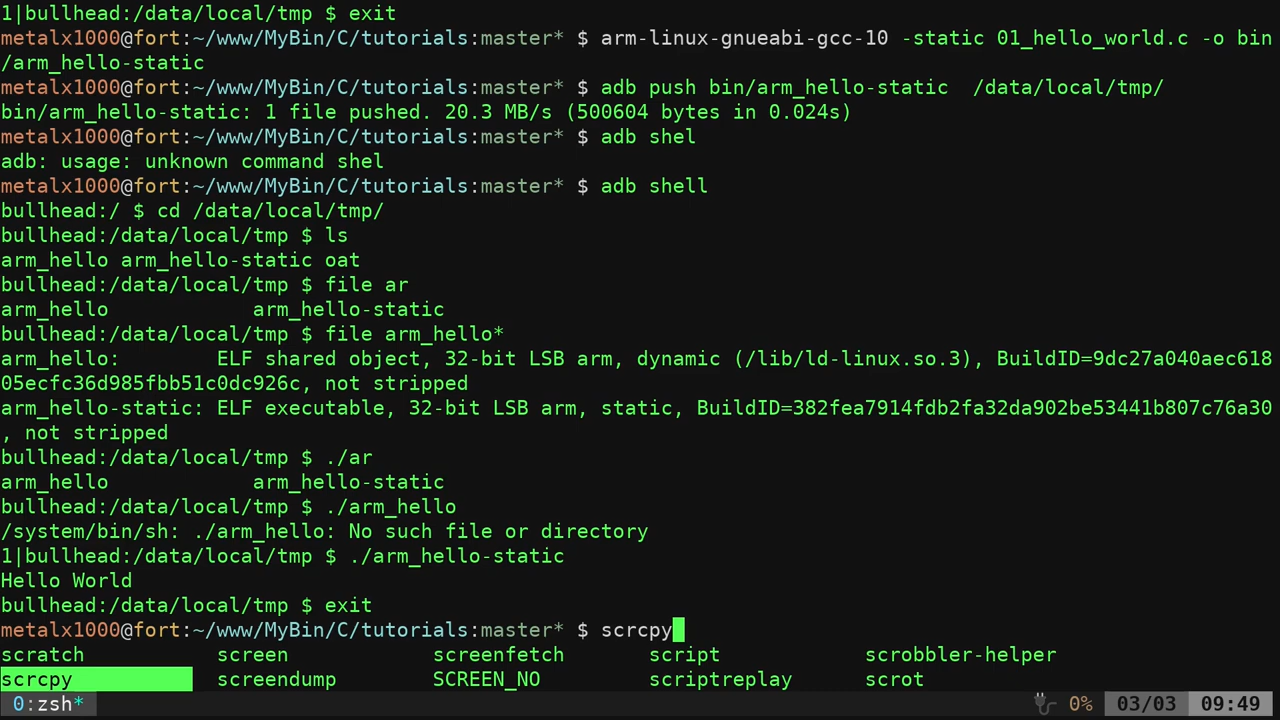 1|bullhead:/data/local/tmp $ exit
metalx1000@fort:~/www/MyBin/C/tutorials:master* $ arm-linux-gnueabi-gcc-10 -static 01_hello_world.c -o bin
/arm_hello-static
metalx1000@fort:~/www/MyBin/C/tutorials:master* $ adb push bin/arm_hello-static  /data/local/tmp/
bin/arm_hello-static: 1 file pushed. 20.3 MB/s (500604 bytes in 0.024s)
metalx1000@fort:~/www/MyBin/C/tutorials:master* $ adb shel
adb: usage: unknown command shel
metalx1000@fort:~/www/MyBin/C/tutorials:master* $ adb shell
bullhead:/ $ cd /data/local/tmp/
bullhead:/data/local/tmp $ ls
arm_hello arm_hello-static oat
bullhead:/data/local/tmp $ file ar
arm_hello            arm_hello-static
bullhead:/data/local/tmp $ file arm_hello*
arm_hello:        ELF shared object, 32-bit LSB arm, dynamic (/lib/ld-linux.so.3), BuildID=9dc27a040aec618
05ecfc36d985fbb51c0dc926c, not stripped
arm_hello-static: ELF executable, 32-bit LSB arm, static, BuildID=382fea7914fdb2fa32da902be53441b807c76a30
, not stripped
bullhead:/data/local/tmp $ ./ar
arm_hello            arm_hello-static
bullhead:/data/local/tmp $ ./arm_hello
/system/bin/sh: ./arm_hello: No such file or directory
1|bullhead:/data/local/tmp $ ./arm_hello-static
Hello World
bullhead:/data/local/tmp $ exit
metalx1000@fort:~/www/MyBin/C/tutorials:master* $ scrcpy
scratch           screen            screenfetch       script            scrobbler-helper
scrcpy            screendump        SCREEN_NO         scriptreplay      scrot
0:zsh* 0% 03/03 09:49